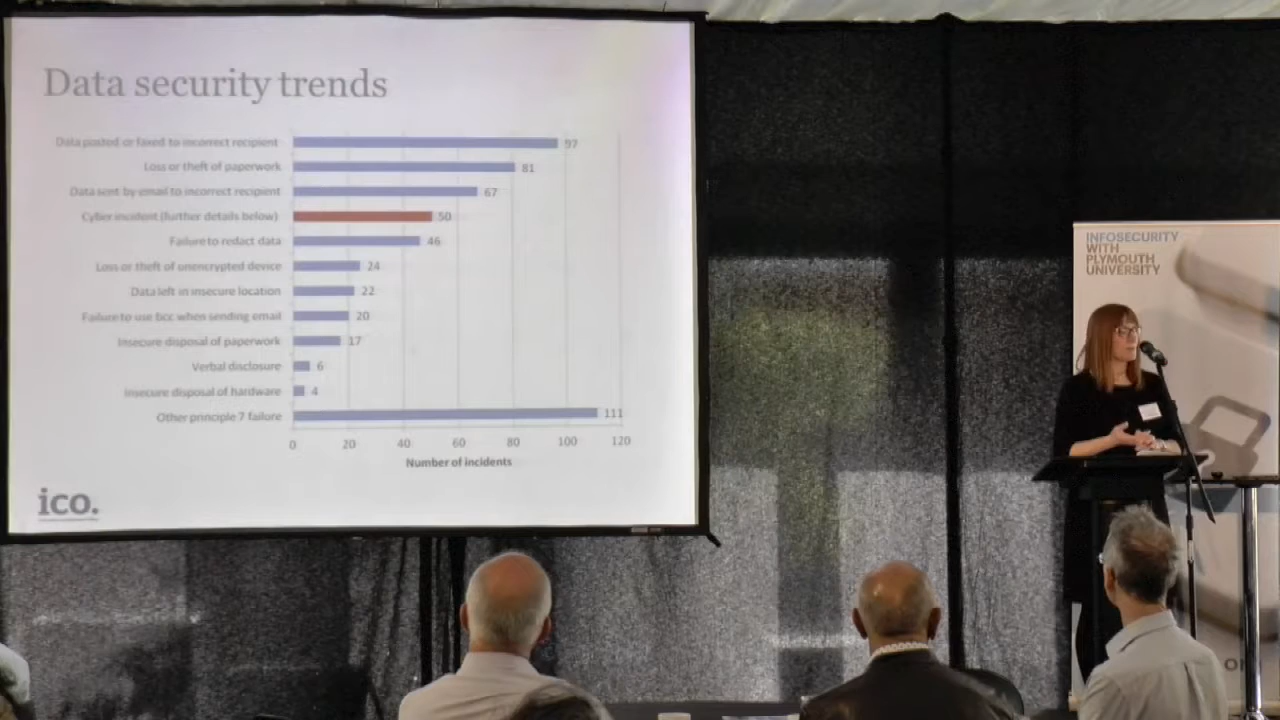 Data security trends
Data posted or faxed to incorrect recipient 97
Loss or theft of paperwork 81
Data sent by email to incorrect recipient 67
Cyber incident (further details below) 50
Failure to redact data 46
Loss or theft of unencrypted device 24
Data left in insecure location 22
Failure to use bcc when sending email 20
Insecure disposal of paperwork 17
Verbal disclosure 6
Insecure disposal of hardware 4
Other principle 7 failure 111
0 20 40 60 80 100 120
Number of incidents
ico.
INFOSECURITY
WITH
PLYMOUTH
UNIVERSITY